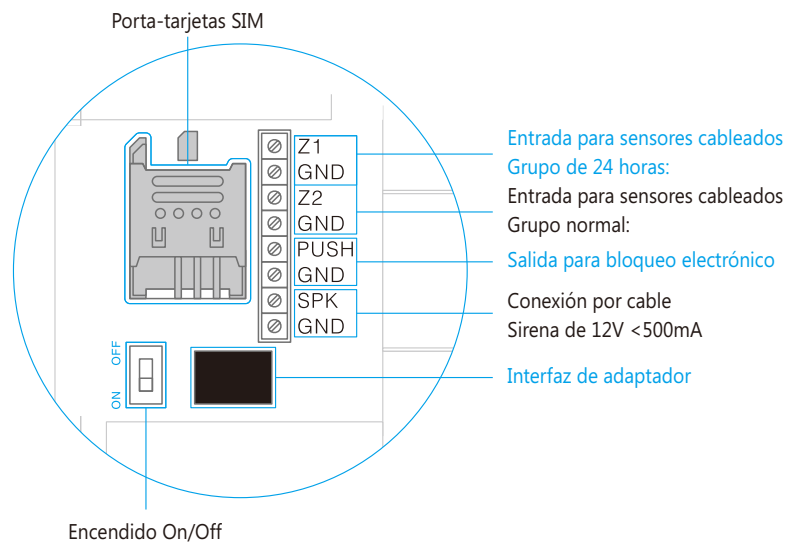 Porta-tarjetas SIM
Z1
GND
Z2
GND
PUSH
GND
SPK
GND
Entrada para sensores cableados
Grupo de 24 horas:
Entrada para sensores cableados
Grupo normal:
Salida para bloqueo electrónico
Conexión por cable
Sirena de 12V <500mA
Interfaz de adaptador
OFF
ON
Encendido On/Off